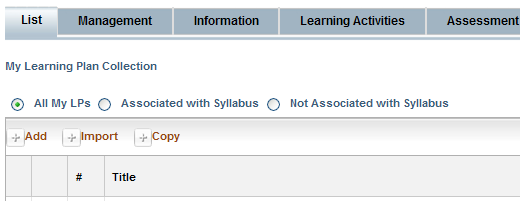 List Management Information Learning Activities Assessment
My Learning Plan Collection
All My LPs Associated with Syllabus Not Associated with Syllabus
Add Import Copy
# Title